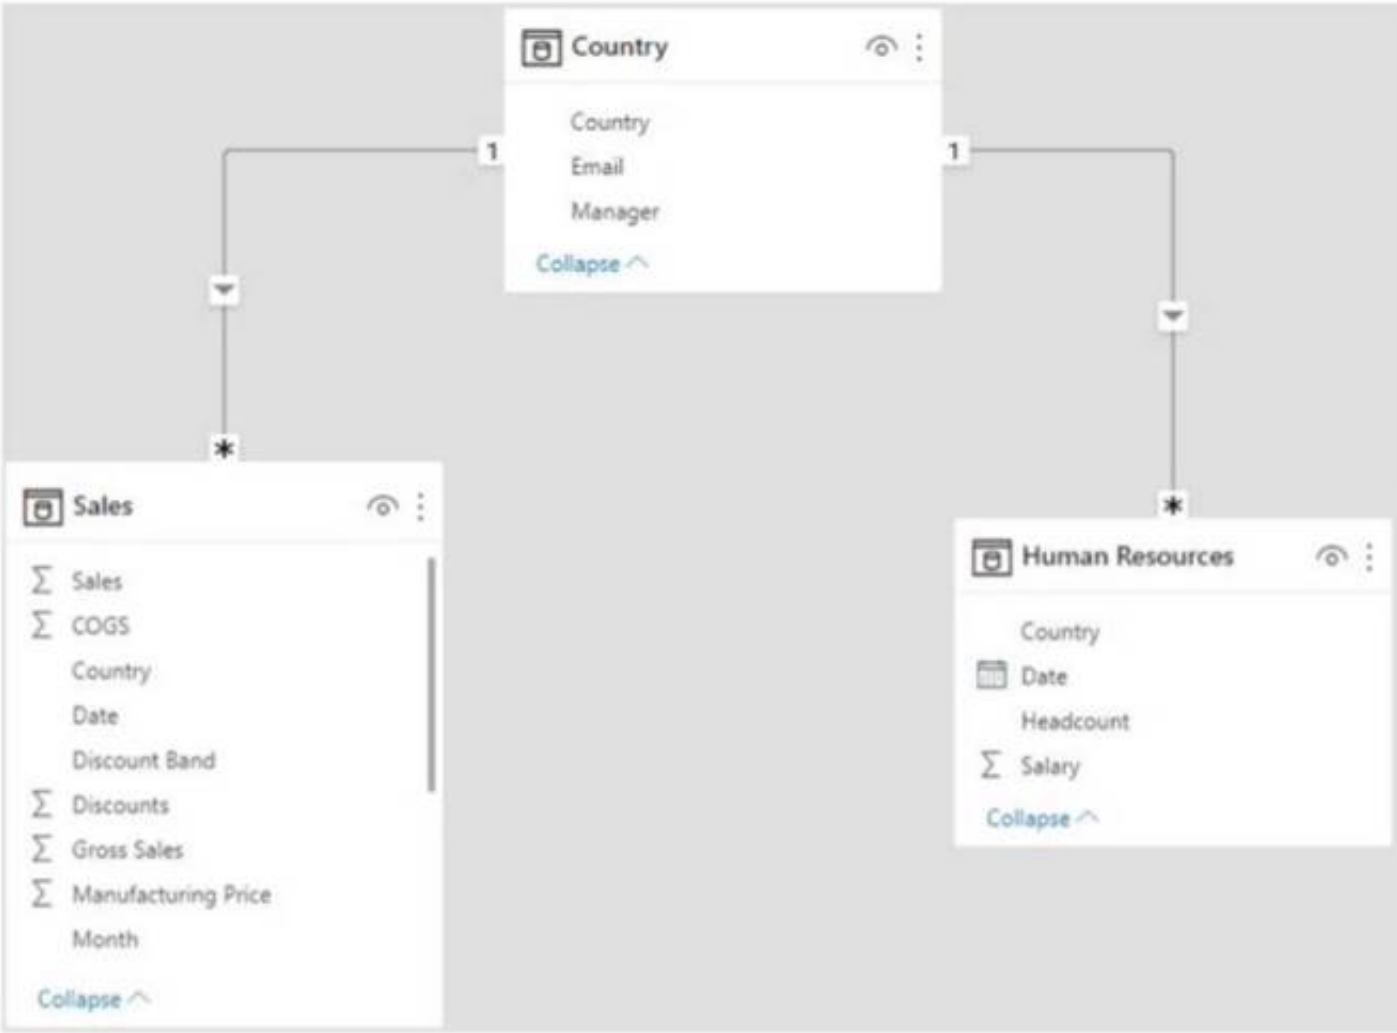 Country
Country
Email
Manager
Collapse
1
1
*
*
Sales
Sales
COGS
Country
Date
Discount Band
Discounts
Gross Sales
Manufacturing Price
Month
Collapse
Human Resources
Country
Date
Headcount
Salary
Collapse